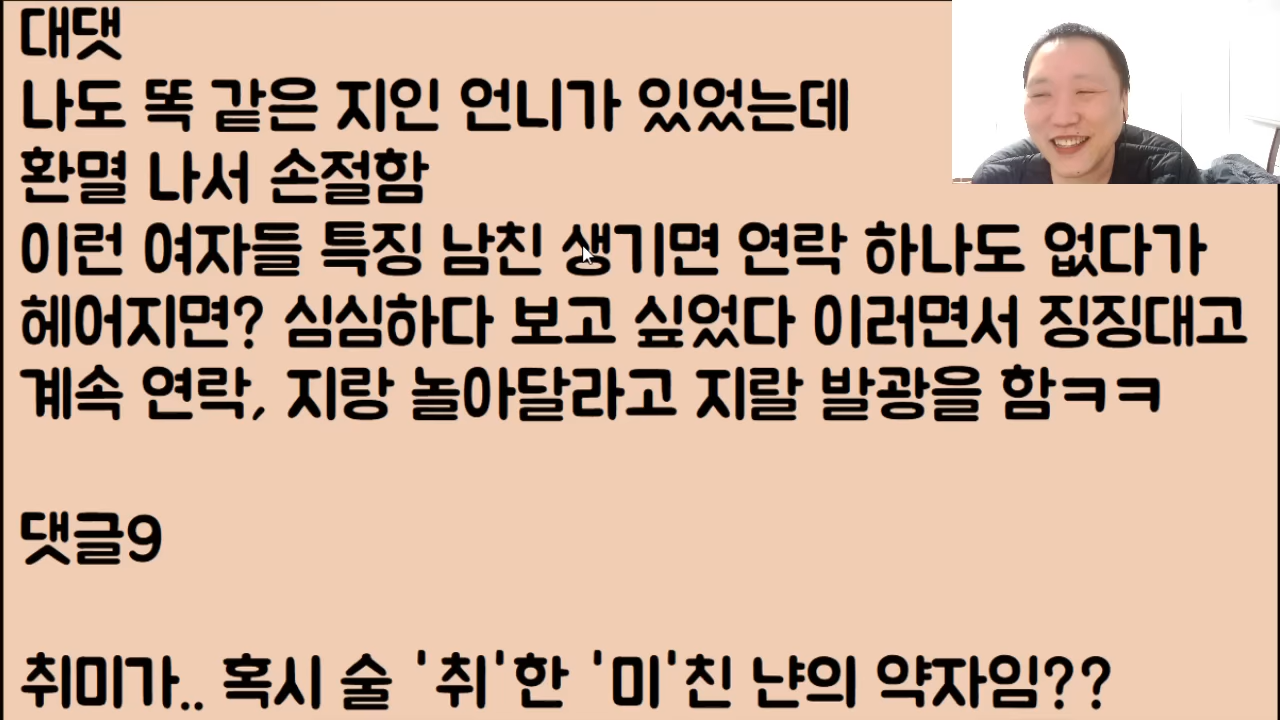 대댓
나도 똑 같은 지인 언니가 있었는데
환멸 나서 손절함
이런 여자들 특징 남친 생기면 연락 하나도 없다가
헤어지면? 심심하다 보고 싶었다 이러면서 징징대고
계속 연락, 지랑 놀아달라고 지랄 발광을 함ㅋㅋ
댓글9
취미가.. 혹시 술 '취'한 '미'친 냔의 약자임??